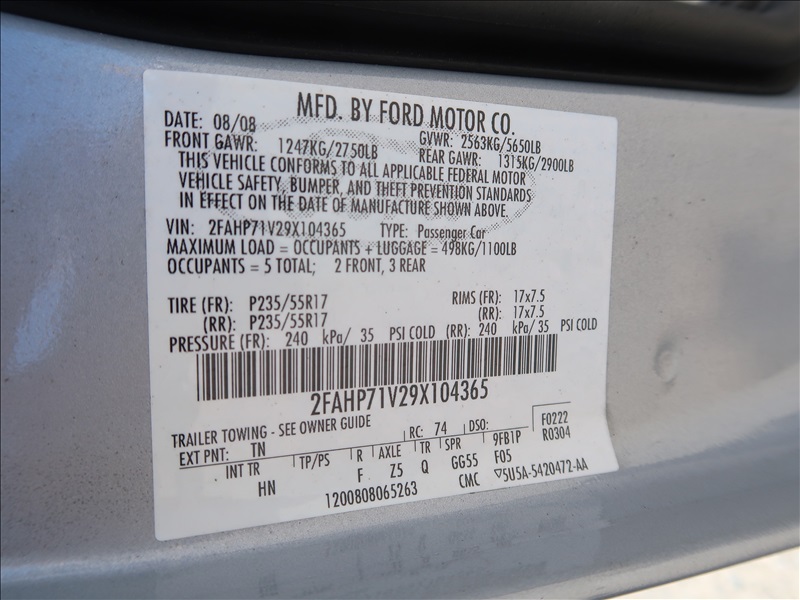 MFD. BY FORD MOTOR CO.
DATE: 08/08 GVWR: 2563KG/5650LB
FRONT GAWR: 1247KG/2750LB REAR GAWR: 1315KG/2900LB
THIS VEHICLE CONFORMS TO ALL APPLICABLE FEDERAL MOTOR
VEHICLE SAFETY, BUMPER, AND THEFT PREVENTION STANDARDS
IN EFFECT ON THE DATE OF MANUFACTURE SHOWN ABOVE.
VIN: 2FAHP71V29X104365 TYPE: Passenger Car
MAXIMUM LOAD = OCCUPANTS + LUGGAGE = 498KG/1100LB
OCCUPANTS = 5 TOTAL; 2 FRONT, 3 REAR
TIRE (FR): P235/55R17 RIMS (FR): 17x7.5
(RR): P235/55R17 (RR): 17x7.5
PRESSURE (FR): 240 kPa/ 35 PSI COLD (RR): 240 kPa/ 35 PSI COLD
2FAHP71V29X104365
TRAILER TOWING - SEE OWNER GUIDE
EXT PNT: TN RC: 74 DSO: F0222
INT TR TP/PS R AXLE TR SPR 9FB1P R0304
HN F Z5 Q GG55 F05
1200808065263 CMC ▽5U5A-5420472-AA